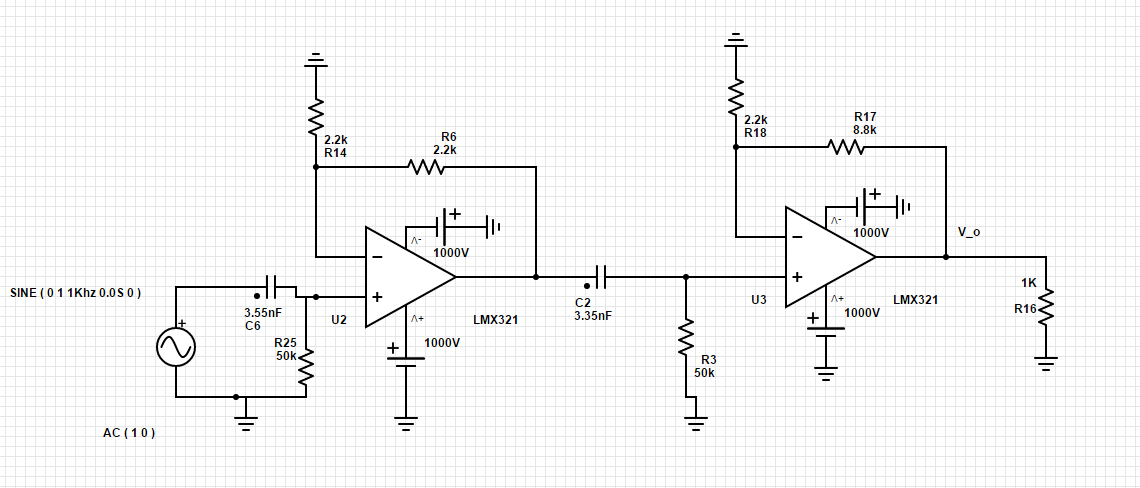 2.2k
R14
R6
2.2k
2.2k
R18
R17
8.8k
+
V-
1000V
+
V-
1000V
V_o
SINE ( 0 1 1Khz 0.0S 0 )
3.55nF
C6
+
R25
50k
−
+
U2
V+
LMX321
+
1000V
C2
3.35nF
R3
50k
−
+
U3
V+
LMX321
+
1000V
1K
R16
AC ( 1 0 )